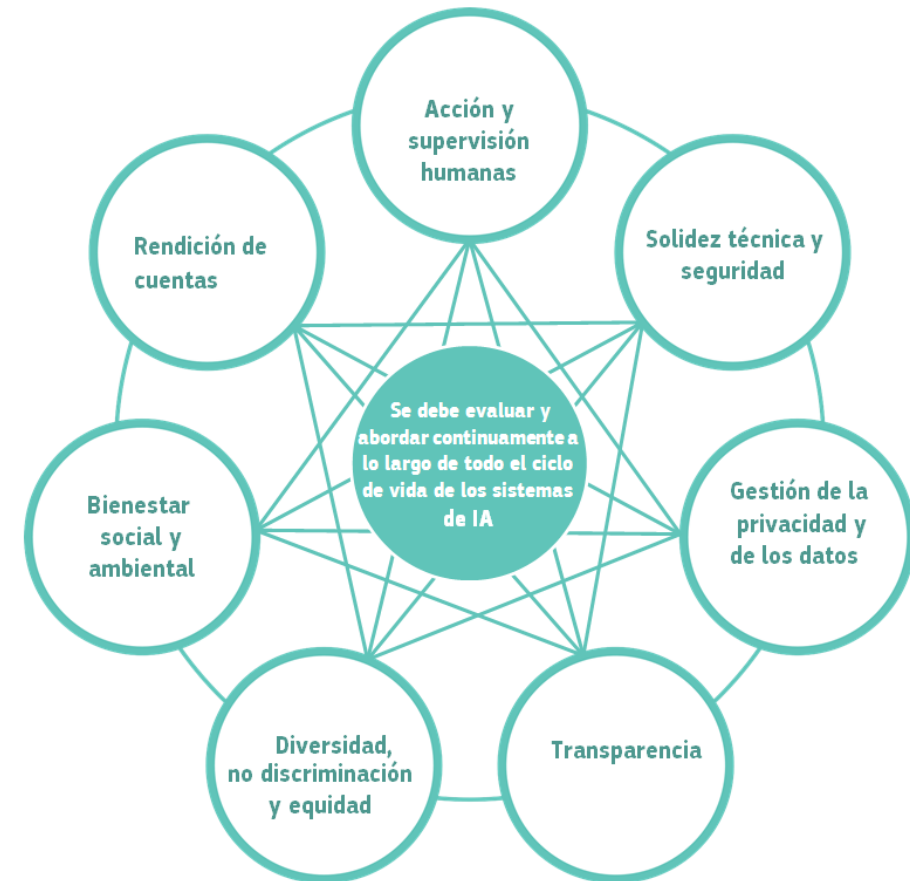 Acción y
supervisión
humanas
Solidez técnica y
seguridad
Gestión de la
privacidad y
de los datos
Transparencia
Diversidad,
no discriminación
y equidad
Bienestar
social y
ambiental
Rendición de
cuentas
Se debe evaluar y
abordar continuamente a
lo largo de todo el ciclo
de vida de los sistemas
de IA